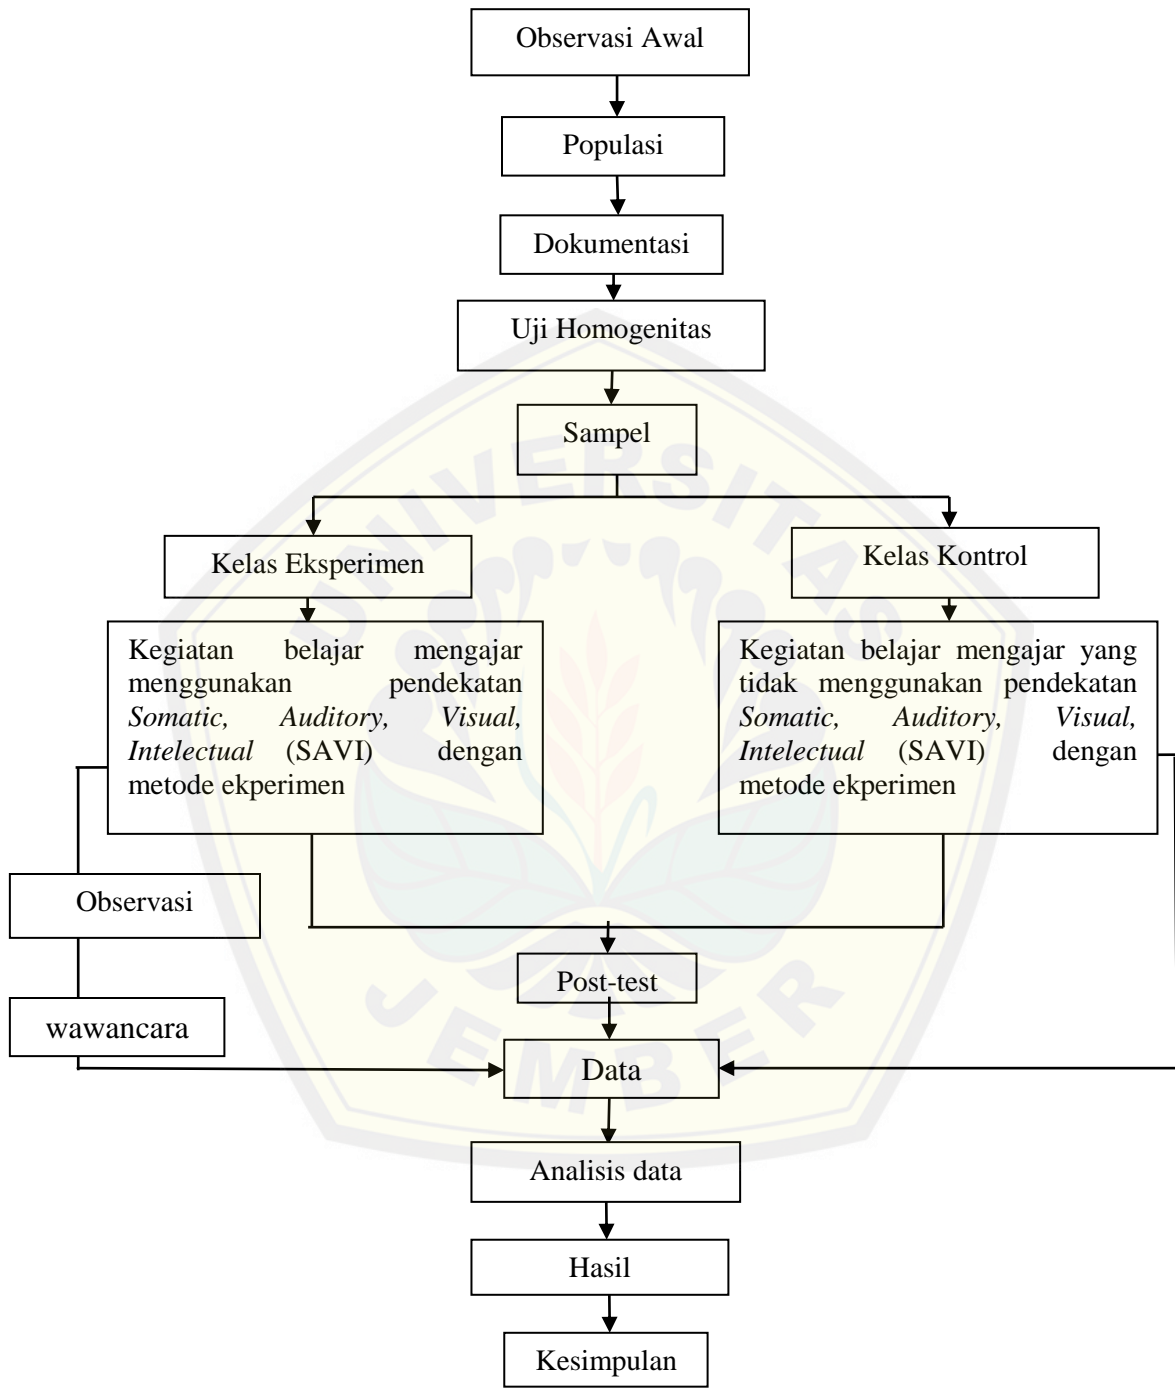 Observasi Awal
Populasi
Dokumentasi
Uji Homogenitas
Sampel
Kelas Eksperimen
Kelas Kontrol
Kegiatan belajar mengajar
menggunakan pendekatan
Somatic, Auditory, Visual,
Intelectual (SAVI) dengan
metode ekperimen
Kegiatan belajar mengajar yang
tidak menggunakan pendekatan
Somatic, Auditory, Visual,
Intelectual (SAVI) dengan
metode ekperimen
Observasi
wawancara
Post-test
Data
Analisis data
Hasil
Kesimpulan
UNIVERSITAS
JEMBER